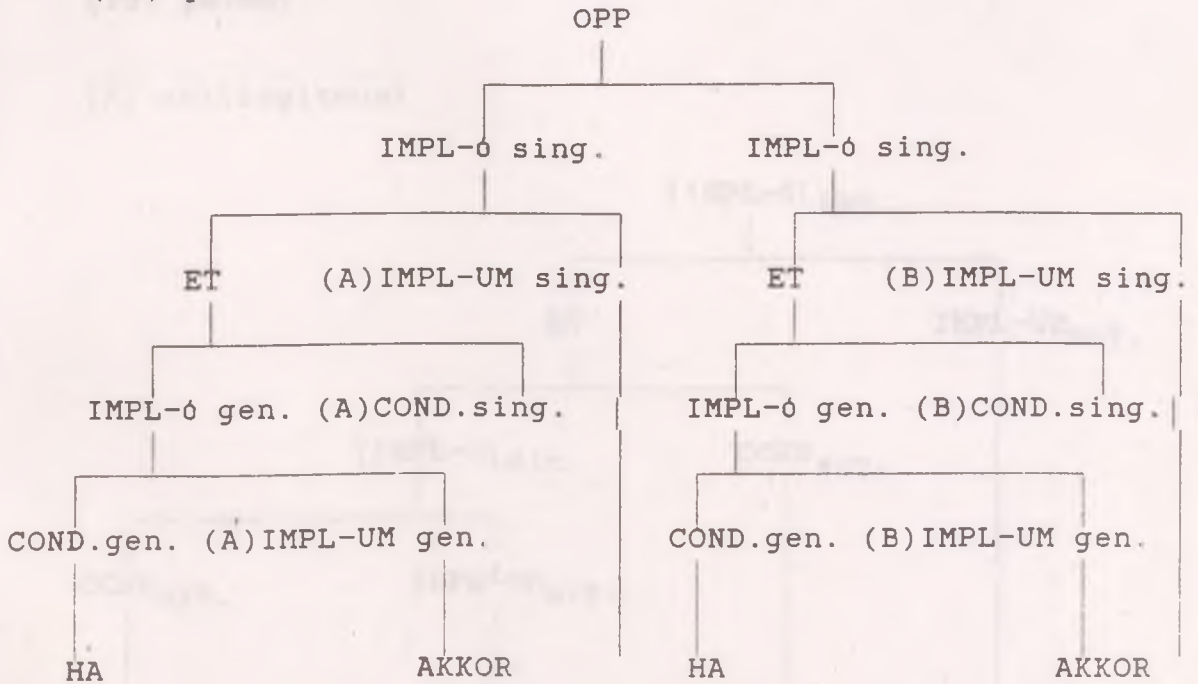 OPP
IMPL-ó sing. IMPL-ó sing.
ET (A)IMPL-UM sing. ET (B)IMPL-UM sing.
IMPL-ó gen. (A)COND.sing. IMPL-ó gen. (B)COND.sing.
COND.gen. (A)IMPL-UM gen. COND.gen. (B)IMPL-UM gen.
HA AKKOR HA AKKOR